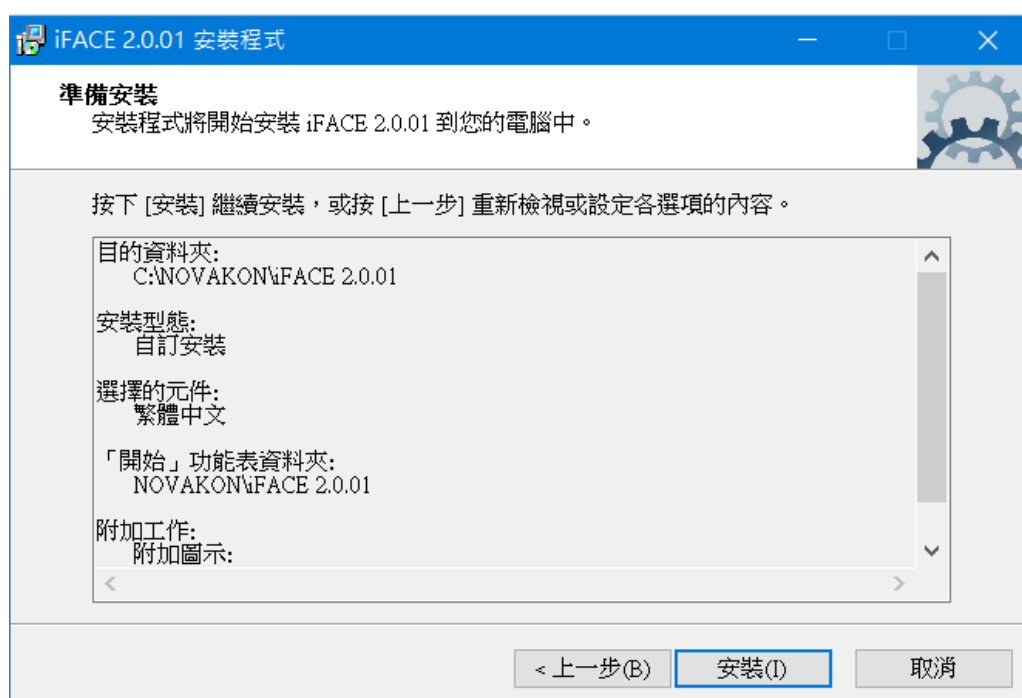 iFACE 2.0.01 安裝程式
準備安裝
安裝程式將開始安裝 iFACE 2.0.01 到您的電腦中。
按下 [安裝] 繼續安裝，或按 [上一步] 重新檢視或設定各選項的內容。
目的資料夾:
C:\NOVAKON\iFACE 2.0.01
安裝型態:
自訂安裝
選擇的元件:
繁體中文
「開始」功能表資料夾:
NOVAKON\iFACE 2.0.01
附加工作:
附加圖示:
< 上一步(B)
安裝(I)
取消